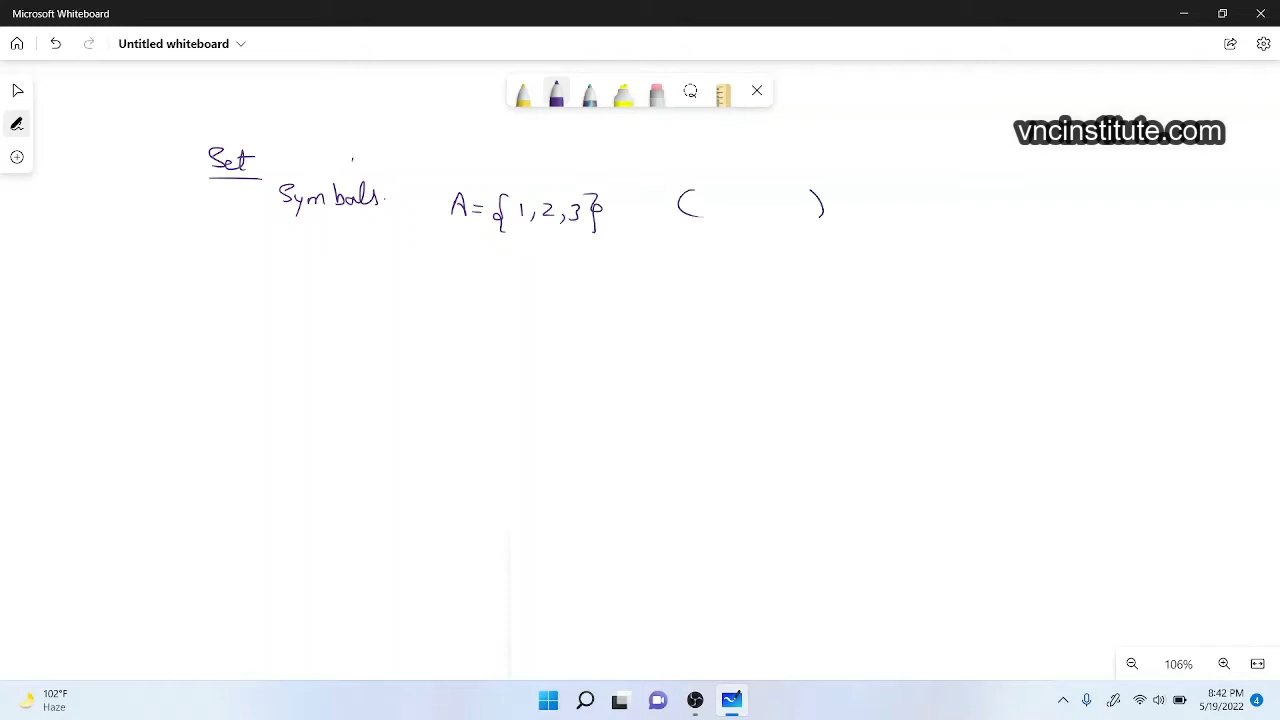 Microsoft Whiteboard
Untitled whiteboard
vncinstitute.com
Set
Symbols. A = { 1, 2, 3 } ( )
106%
102°F
Haze
8:42 PM
5/19/2022
4